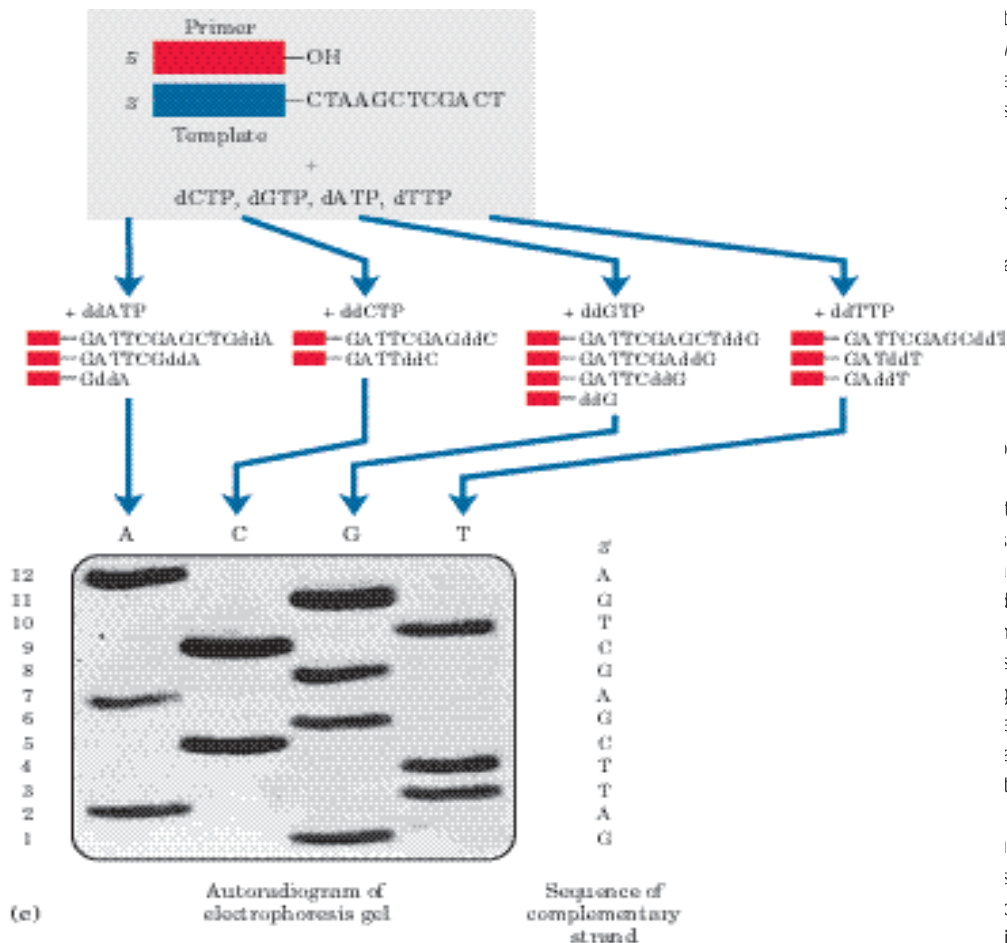 Primer
5' —OH
3' —CTAAGCTCGACT
Template
+
dCTP, dGTP, dATP, dTTP
+ ddATP
GATTCGAGCTGddA
GATTCGddA
GddA
+ ddCTP
GATTCGAGddC
GATTddC
+ ddGTP
GATTCGAGCTddG
GATTCGAddG
GATTCddG
ddG
+ ddTTP
GATTCGAGCddT
GATddT
GAddT
A C G T
3'
12 A
11 G
10 T
9 C
8 G
7 A
6 G
5 C
4 T
3 T
2 A
1 G
(c)
Autoradiogram of
electrophoresis gel
Sequence of
complementary
strand